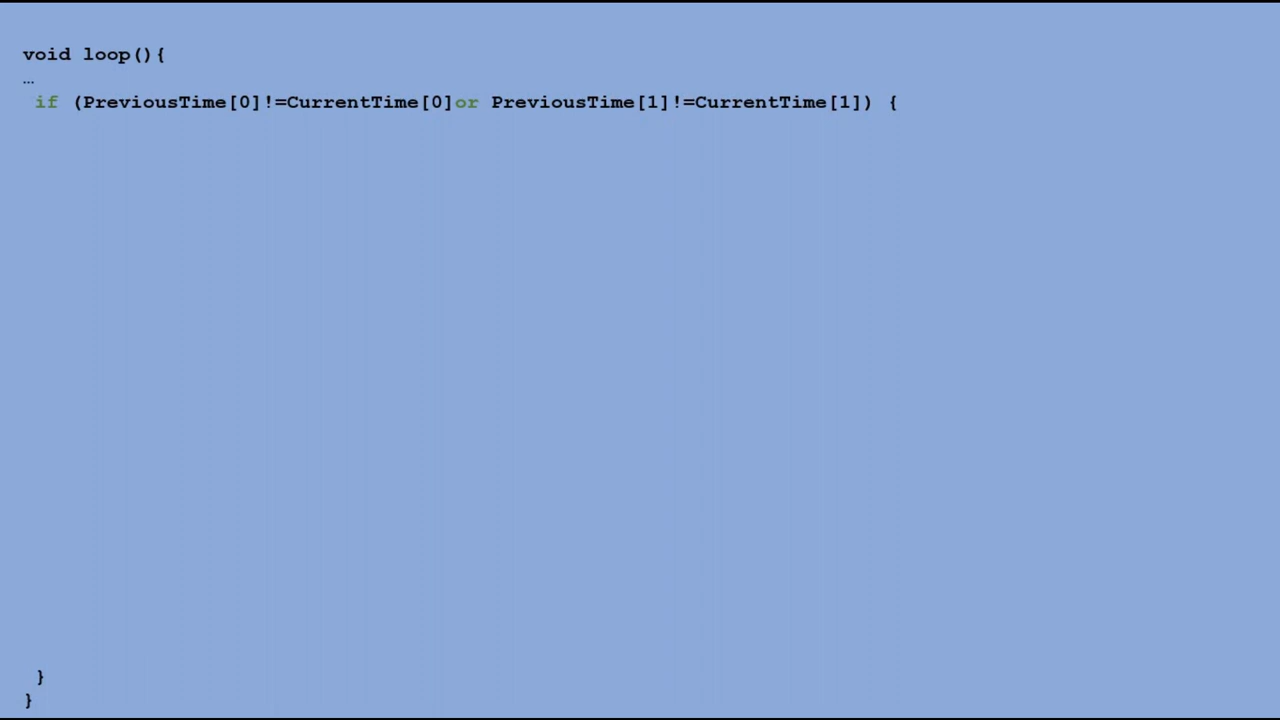 void loop(){
…
if (PreviousTime[0]!=CurrentTime[0]or PreviousTime[1]!=CurrentTime[1]) {
}
}